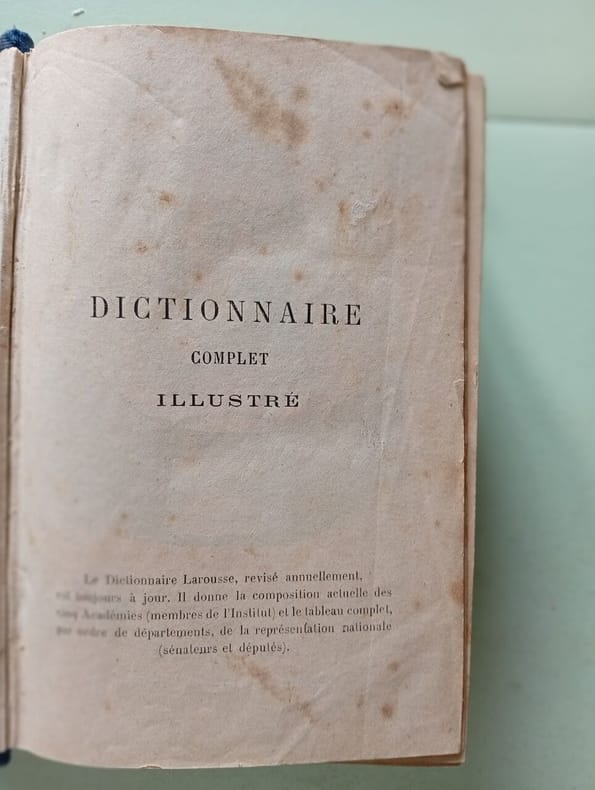 DICTIONNAIRE
COMPLET
ILLUSTRÉ
Le Dictionnaire Larousse, revisé annuellement,
est toujours à jour. Il donne la composition actuelle des
cinq Académies (membres de l'Institut) et le tableau complet,
par ordre de départements, de la représentation nationale
(sénateurs et députés).